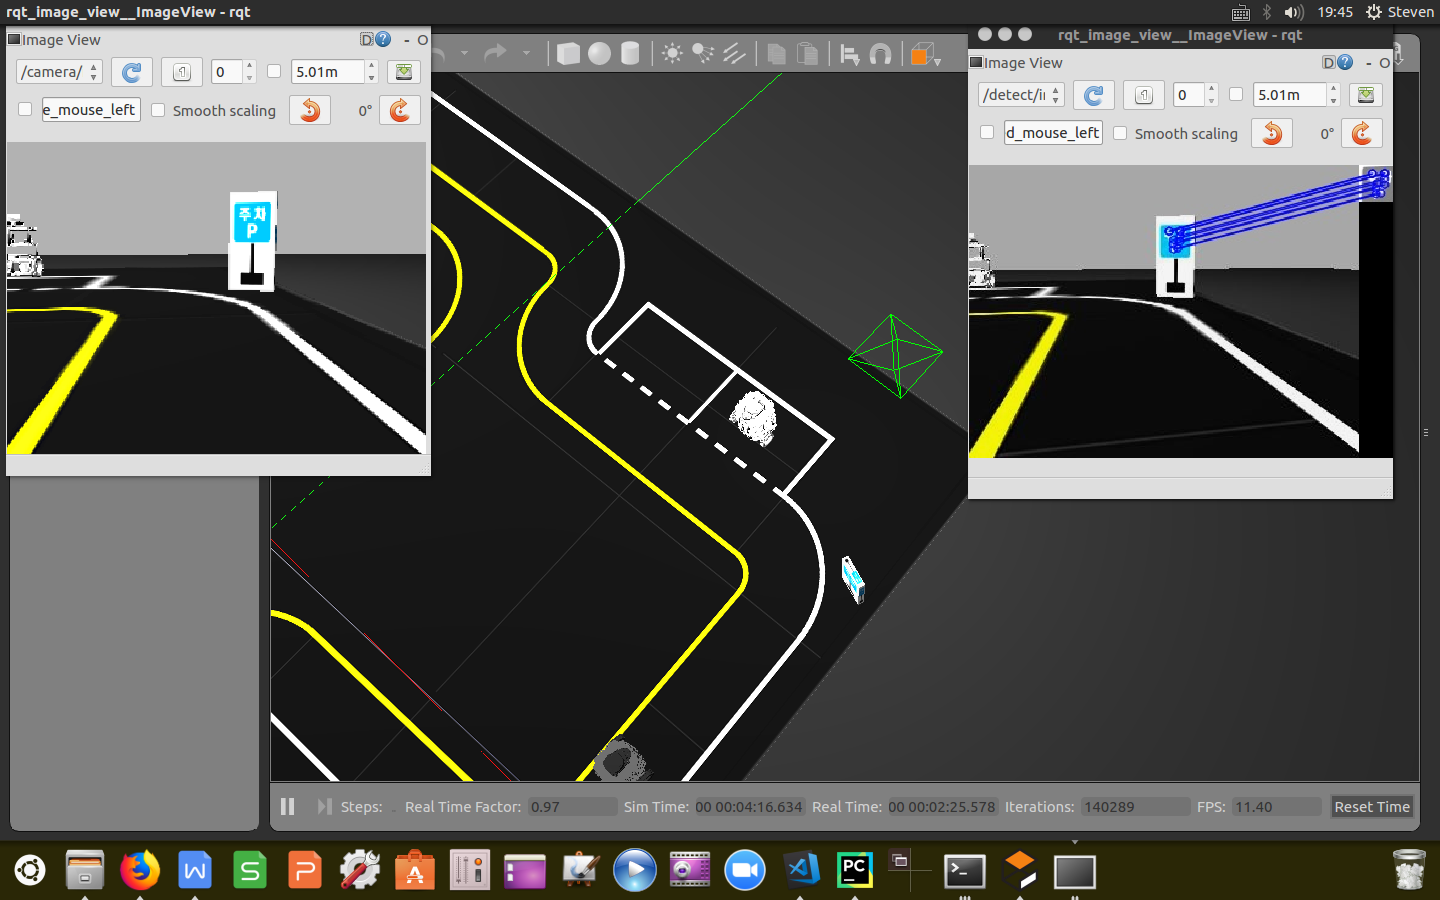 rqt_image_view__ImageView - rqt
19:45
Steven
Image View
D
- O
/camera/
1
0
5.01m
e_mouse_left
Smooth scaling
0°
주차
P
rqt_image_view__ImageView - rqt
Image View
D
- O
/detect/ir
1
0
5.01m
d_mouse_left
Smooth scaling
0°
Steps:
Real Time Factor: 0.97
Sim Time: 00 00:04:16.634
Real Time: 00 00:02:25.578
Iterations: 140289
FPS: 11.40
Reset Time
W
S
P
A
PC